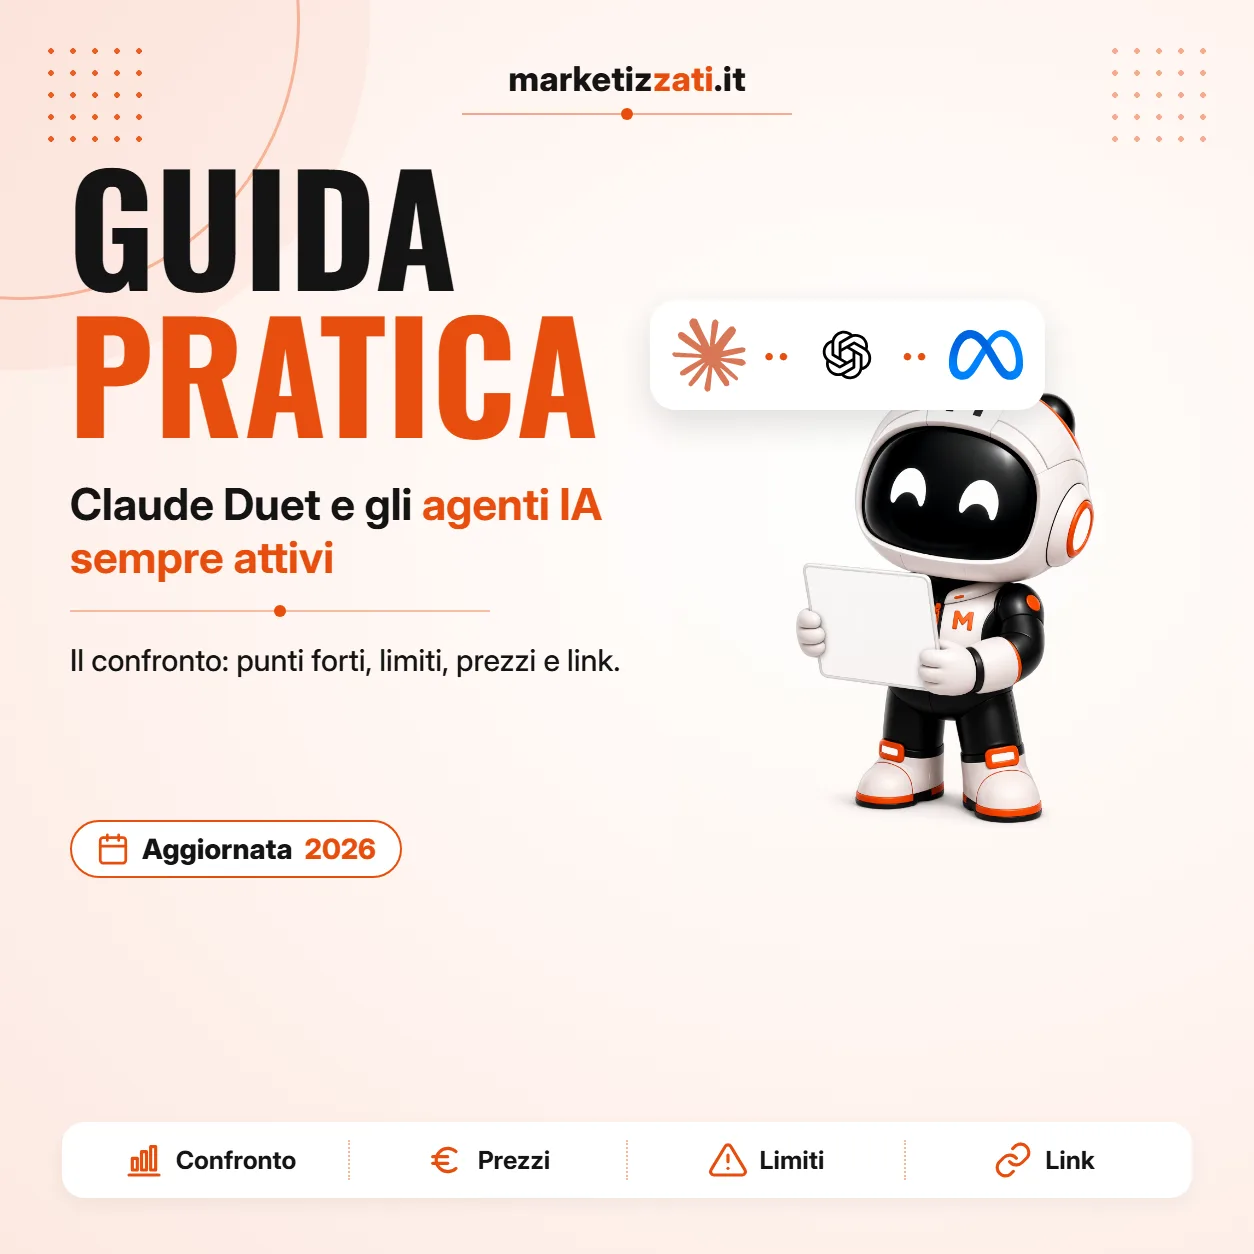 marketizzati.it
GUIDA
PRATICA
Claude Duet e gli agenti IA
sempre attivi
Il confronto: punti forti, limiti, prezzi e link.
M
Aggiornata 2026
Confronto
Prezzi
Limiti
Link